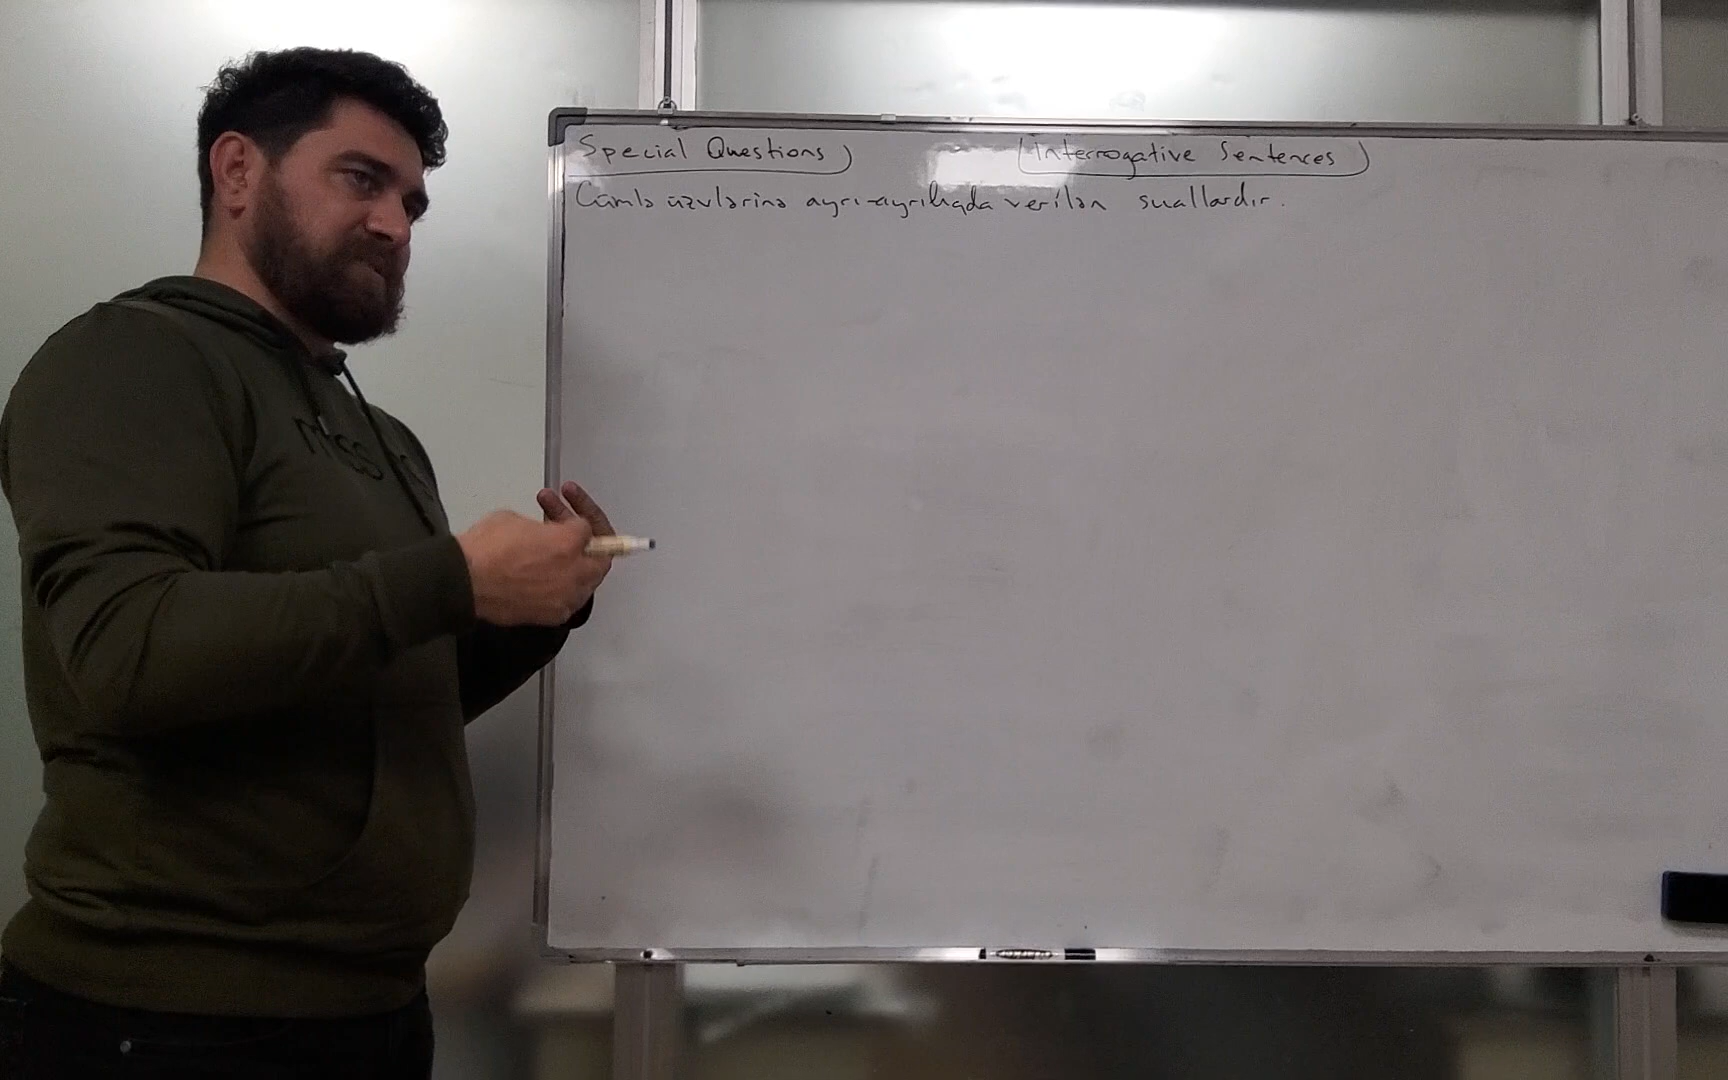 Special Questions
Interrogative Sentences
Cümlə üzvlərinə ayrı-ayrılıqda verilən suallardır.